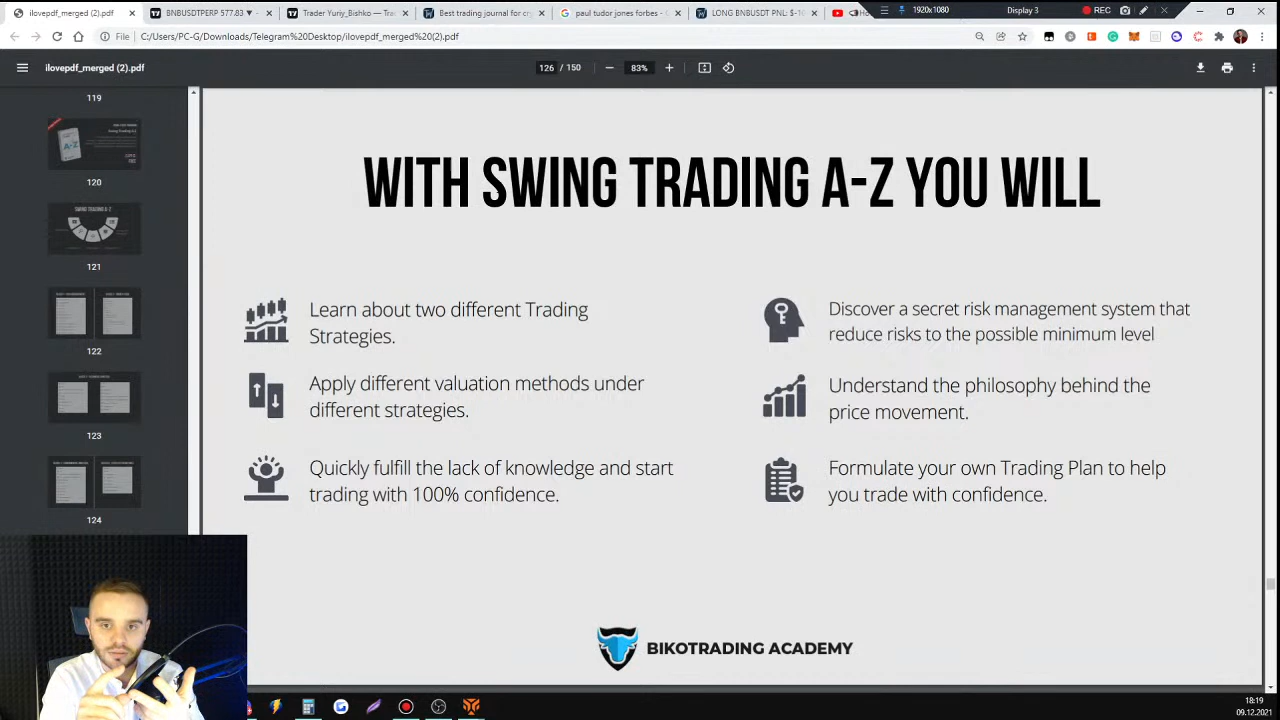 ilovepdf_merged (2).pdf
BNBUSDTPERP 577.83
Trader Yuriy_Bishko — Tra
Best trading journal for cr
paul tudor jones forbes -
LONG BNBUSDT PNL: $-1
1920x1080
Display 3
REC
File
C:/Users/PC-G/Downloads/Telegram%20Desktop/ilovepdf_merged%20(2).pdf
ilovepdf_merged (2).pdf
126 / 150
83%
119
120
SWING TRADING A-Z
121
122
123
124
WITH SWING TRADING A-Z YOU WILL
Learn about two different Trading
Strategies.
Apply different valuation methods under
different strategies.
Quickly fulfill the lack of knowledge and start
trading with 100% confidence.
Discover a secret risk management system that
reduce risks to the possible minimum level
Understand the philosophy behind the
price movement.
Formulate your own Trading Plan to help
you trade with confidence.
BIKOTRADING ACADEMY
18:19
09.12.2021